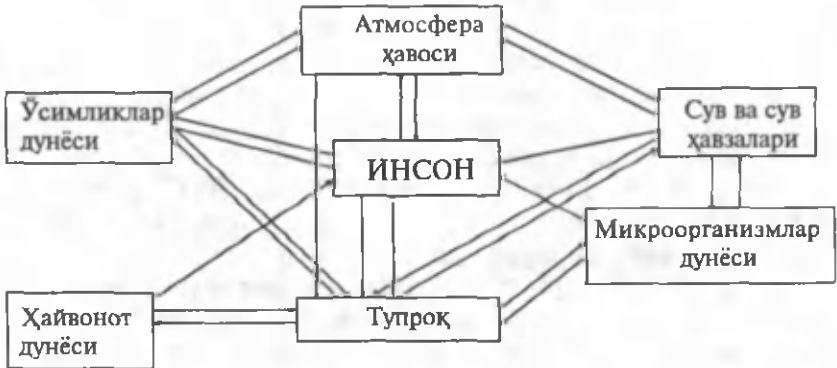 Атмосфера
ҳавоси
Ўсимликлар
дунёси
Сув ва сув
ҳавзалари
ИНСОН
Микроорганизмлар
дунёси
Ҳайвонот
дунёси
Тупроқ